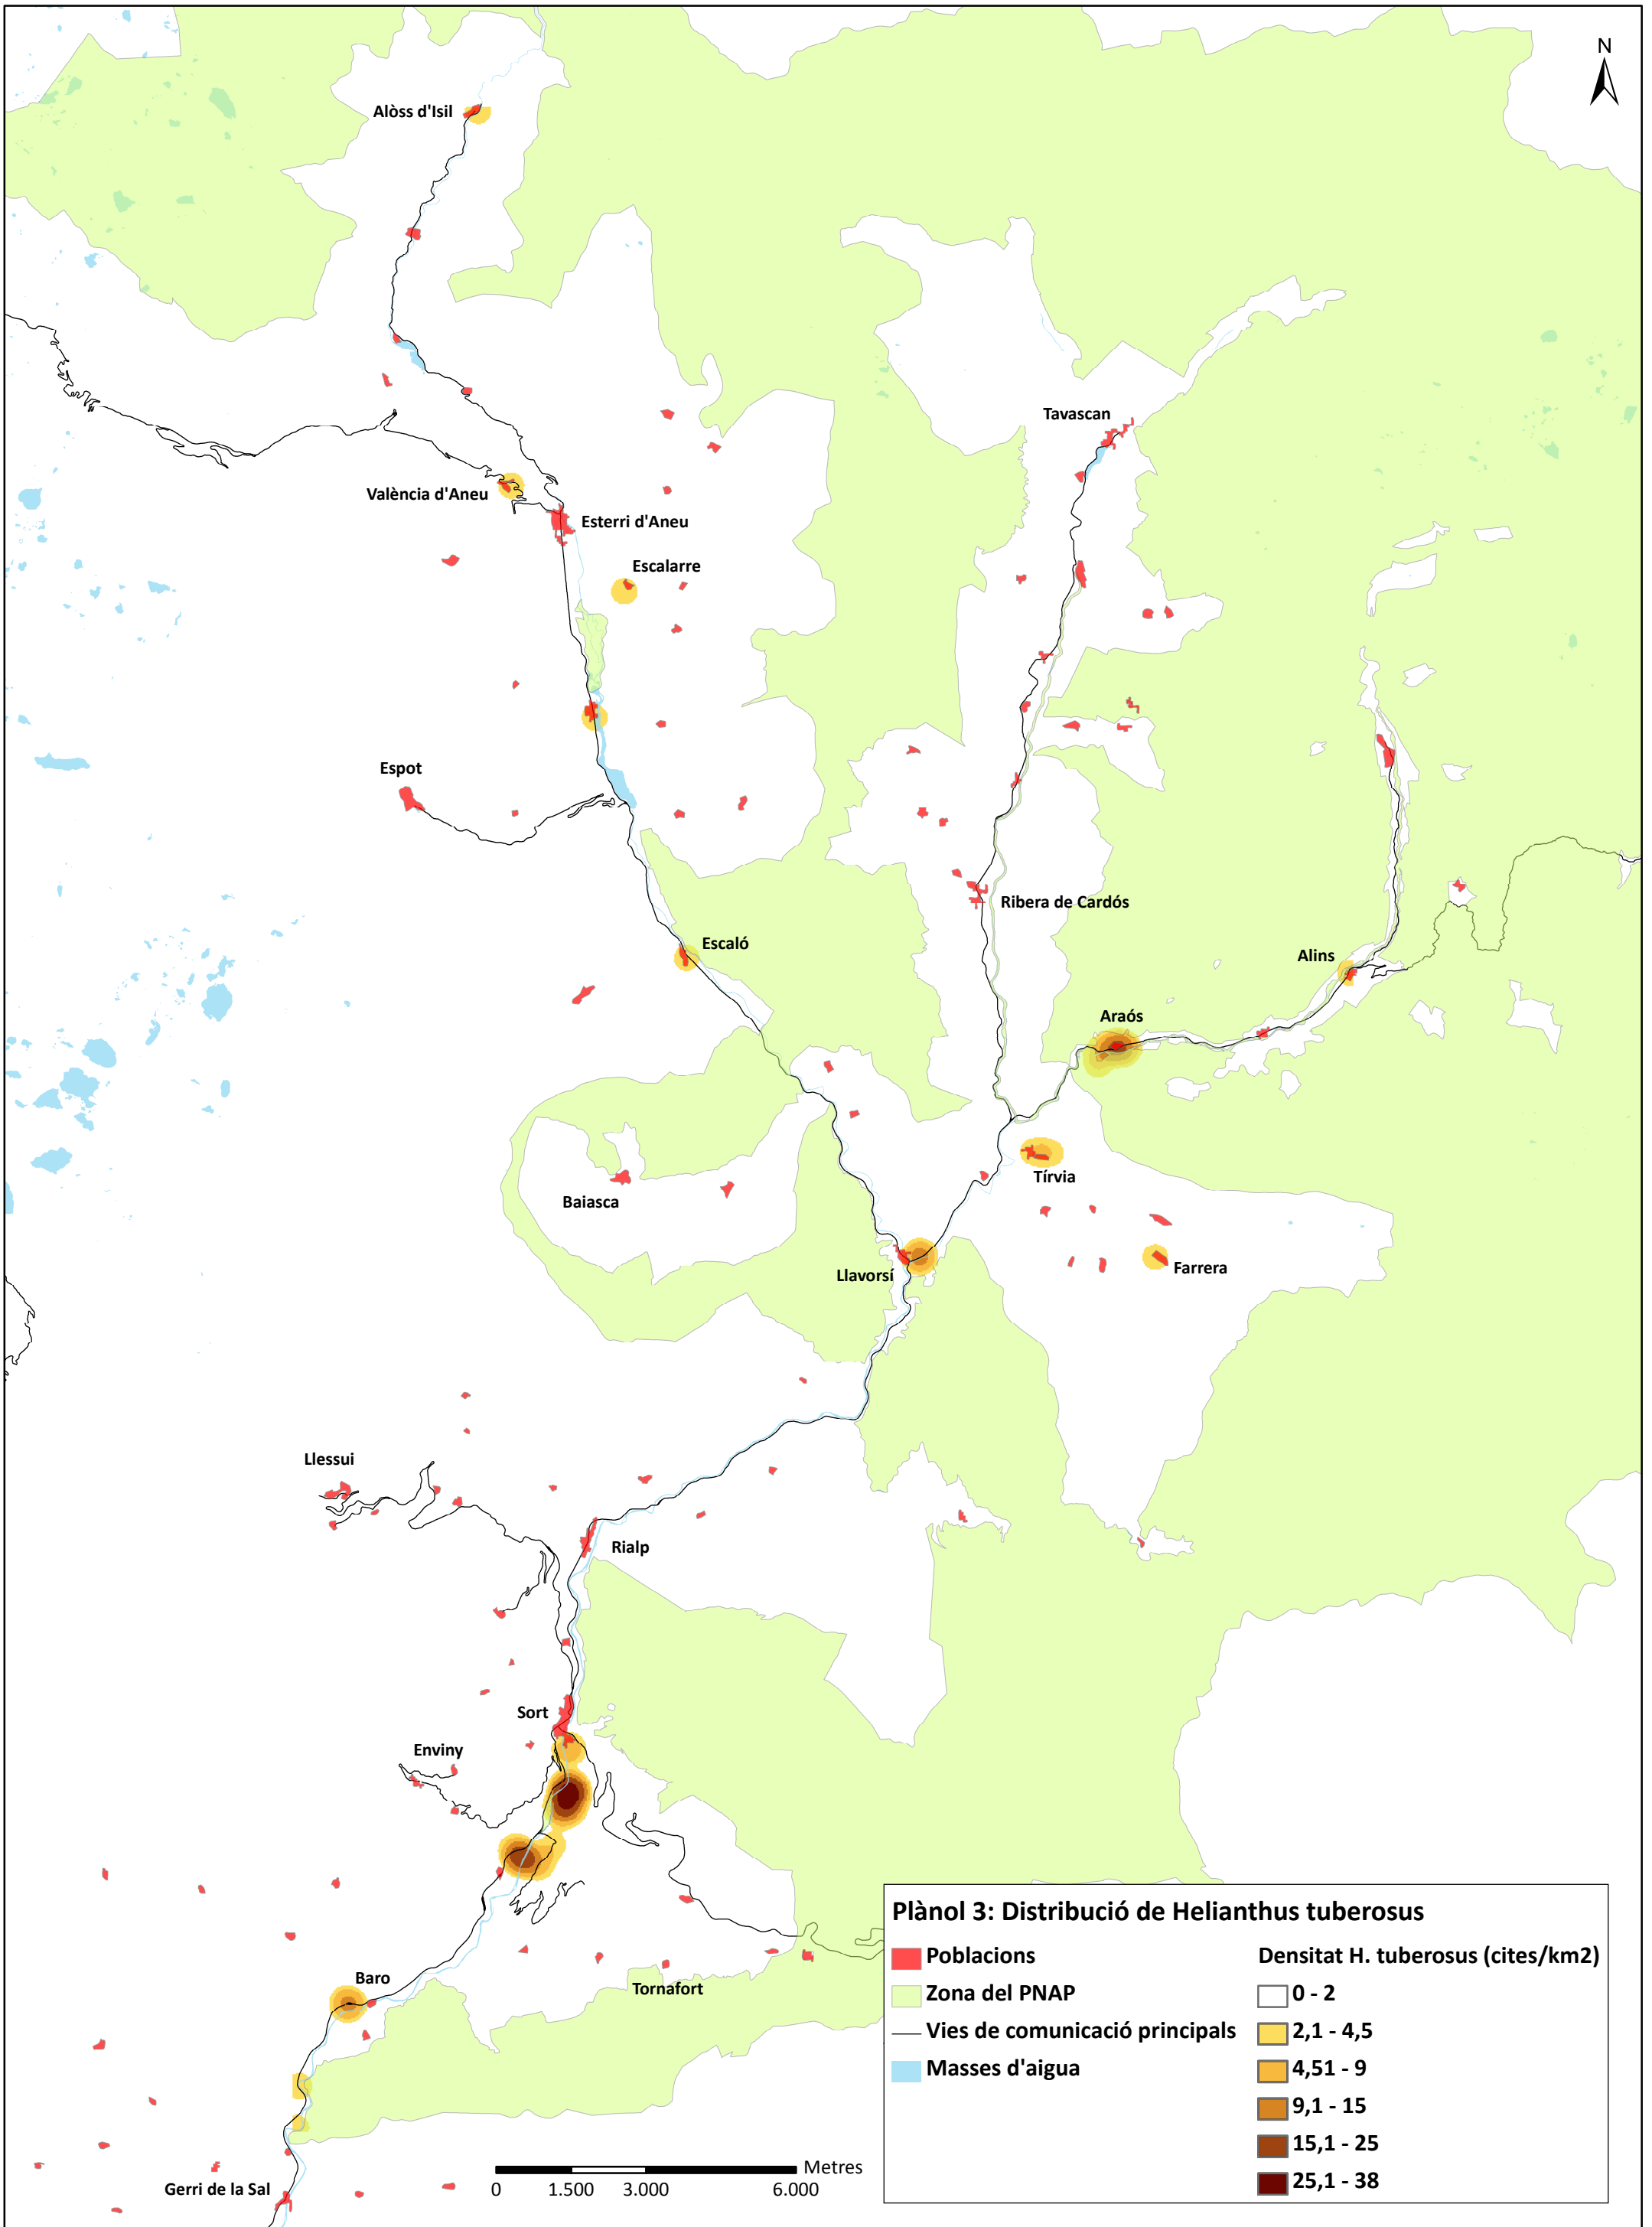 N
Alòss d'Isil
Tavascan
València d'Aneu
Esterri d'Aneu
Escalarre
Espot
Ribera de Cardós
Escaló
Alins
Araós
Tírvia
Baiasca
Farrera
Llavorsí
Llessui
Rialp
Sort
Enviny
Baro
Tornafort
Gerri de la Sal
Metres
0 1.500 3.000 6.000
Plànol 3: Distribució de Helianthus tuberosus
Poblacions
Zona del PNAP
Vies de comunicació principals
Masses d'aigua
Densitat H. tuberosus (cites/km2)
0 - 2
2,1 - 4,5
4,51 - 9
9,1 - 15
15,1 - 25
25,1 - 38